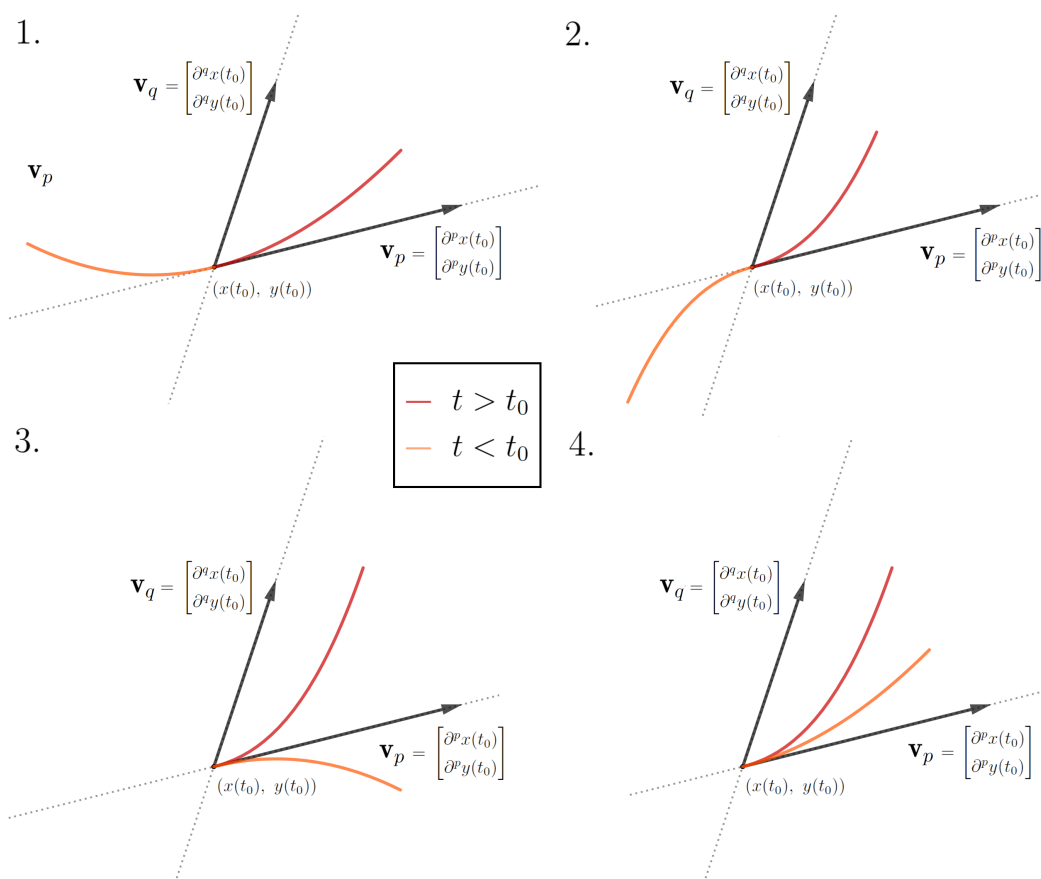 1.
𝐯_q = [∂^q x(t_0)
∂^q y(t_0)]
𝐯_p
𝐯_p = [∂^p x(t_0)
∂^p y(t_0)]
(x(t_0), y(t_0))
2.
𝐯_q = [∂^q x(t_0)
∂^q y(t_0)]
𝐯_p = [∂^p x(t_0)
∂^p y(t_0)]
(x(t_0), y(t_0))
t > t_0
t < t_0
3.
𝐯_q = [∂^q x(t_0)
∂^q y(t_0)]
𝐯_p = [∂^p x(t_0)
∂^p y(t_0)]
(x(t_0), y(t_0))
4.
𝐯_q = [∂^q x(t_0)
∂^q y(t_0)]
𝐯_p = [∂^p x(t_0)
∂^p y(t_0)]
(x(t_0), y(t_0))